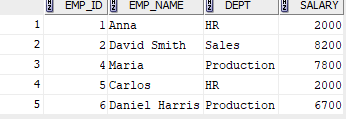 EMP_ID EMP_NAME DEPT SALARY
1 1 Anna HR 2000
2 2 David Smith Sales 8200
3 4 Maria Production 7800
4 5 Carlos HR 2000
5 6 Daniel Harris Production 6700